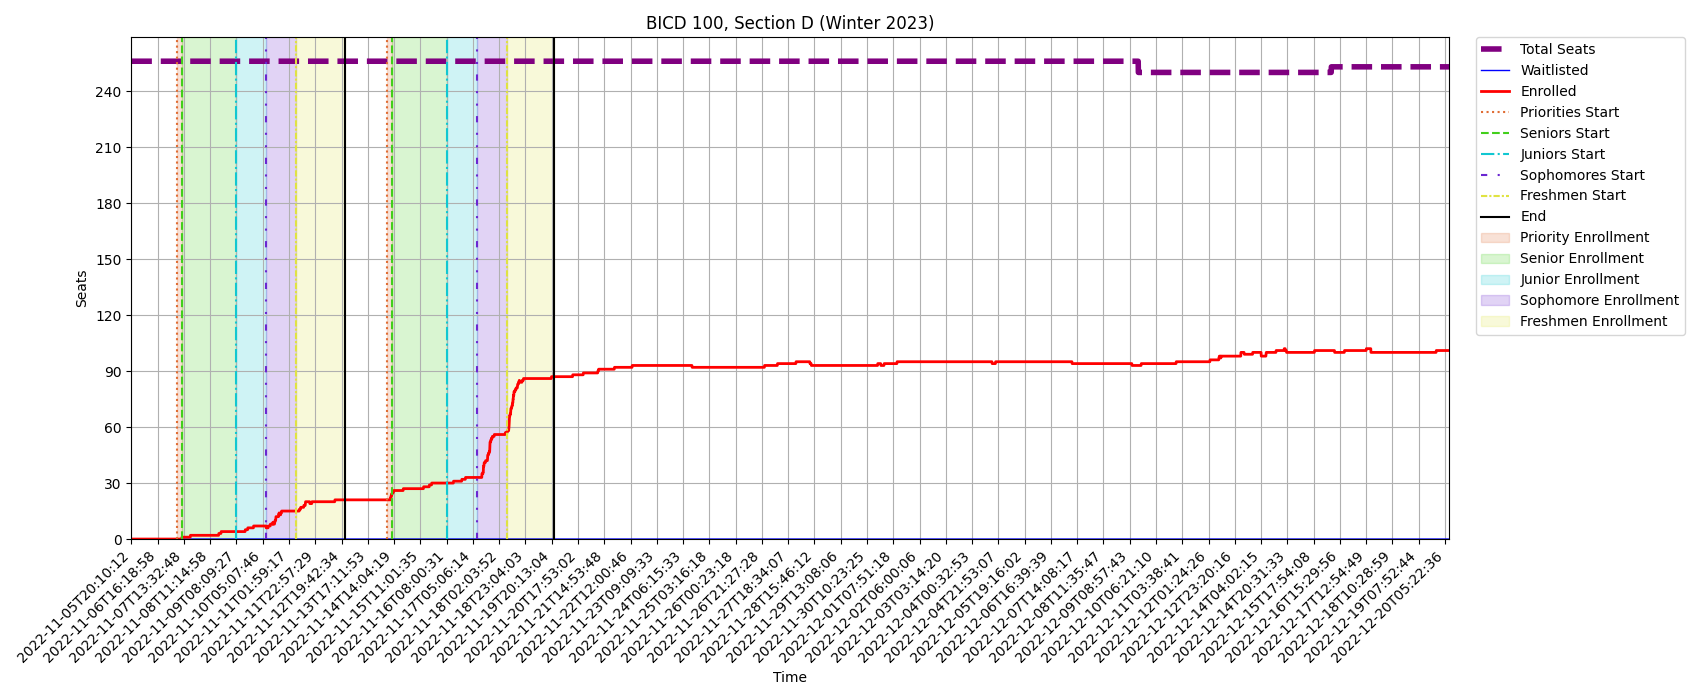 BICD 100, Section D (Winter 2023)
Seats
240
210
180
150
120
90
60
30
0
2022-11-05T20:10:12
2022-11-06T16:18:58
2022-11-07T13:32:48
2022-11-08T11:14:58
2022-11-09T08:09:27
2022-11-10T05:07:46
2022-11-11T01:59:17
2022-11-11T22:57:29
2022-11-12T19:42:34
2022-11-13T17:11:53
2022-11-14T14:04:19
2022-11-15T11:01:35
2022-11-16T08:00:31
2022-11-17T05:06:14
2022-11-18T02:03:52
2022-11-18T23:04:03
2022-11-19T20:13:04
2022-11-20T17:53:02
2022-11-21T14:53:48
2022-11-22T12:00:46
2022-11-23T09:09:33
2022-11-24T06:15:33
2022-11-25T03:16:18
2022-11-26T00:23:18
2022-11-26T21:27:28
2022-11-27T18:34:07
2022-11-28T15:46:12
2022-11-29T13:08:06
2022-11-30T10:23:25
2022-12-01T07:51:18
2022-12-02T06:00:06
2022-12-03T03:14:20
2022-12-04T00:32:53
2022-12-04T21:53:07
2022-12-05T19:16:02
2022-12-06T16:39:39
2022-12-07T14:08:17
2022-12-08T11:35:47
2022-12-09T08:57:43
2022-12-10T06:21:10
2022-12-11T03:38:41
2022-12-12T01:24:26
2022-12-12T23:20:16
2022-12-14T04:02:15
2022-12-14T20:31:33
2022-12-15T17:54:08
2022-12-16T15:29:56
2022-12-17T12:54:49
2022-12-18T10:28:59
2022-12-19T07:52:44
2022-12-20T05:22:36
Time
Total Seats
Waitlisted
Enrolled
Priorities Start
Seniors Start
Juniors Start
Sophomores Start
Freshmen Start
End
Priority Enrollment
Senior Enrollment
Junior Enrollment
Sophomore Enrollment
Freshmen Enrollment